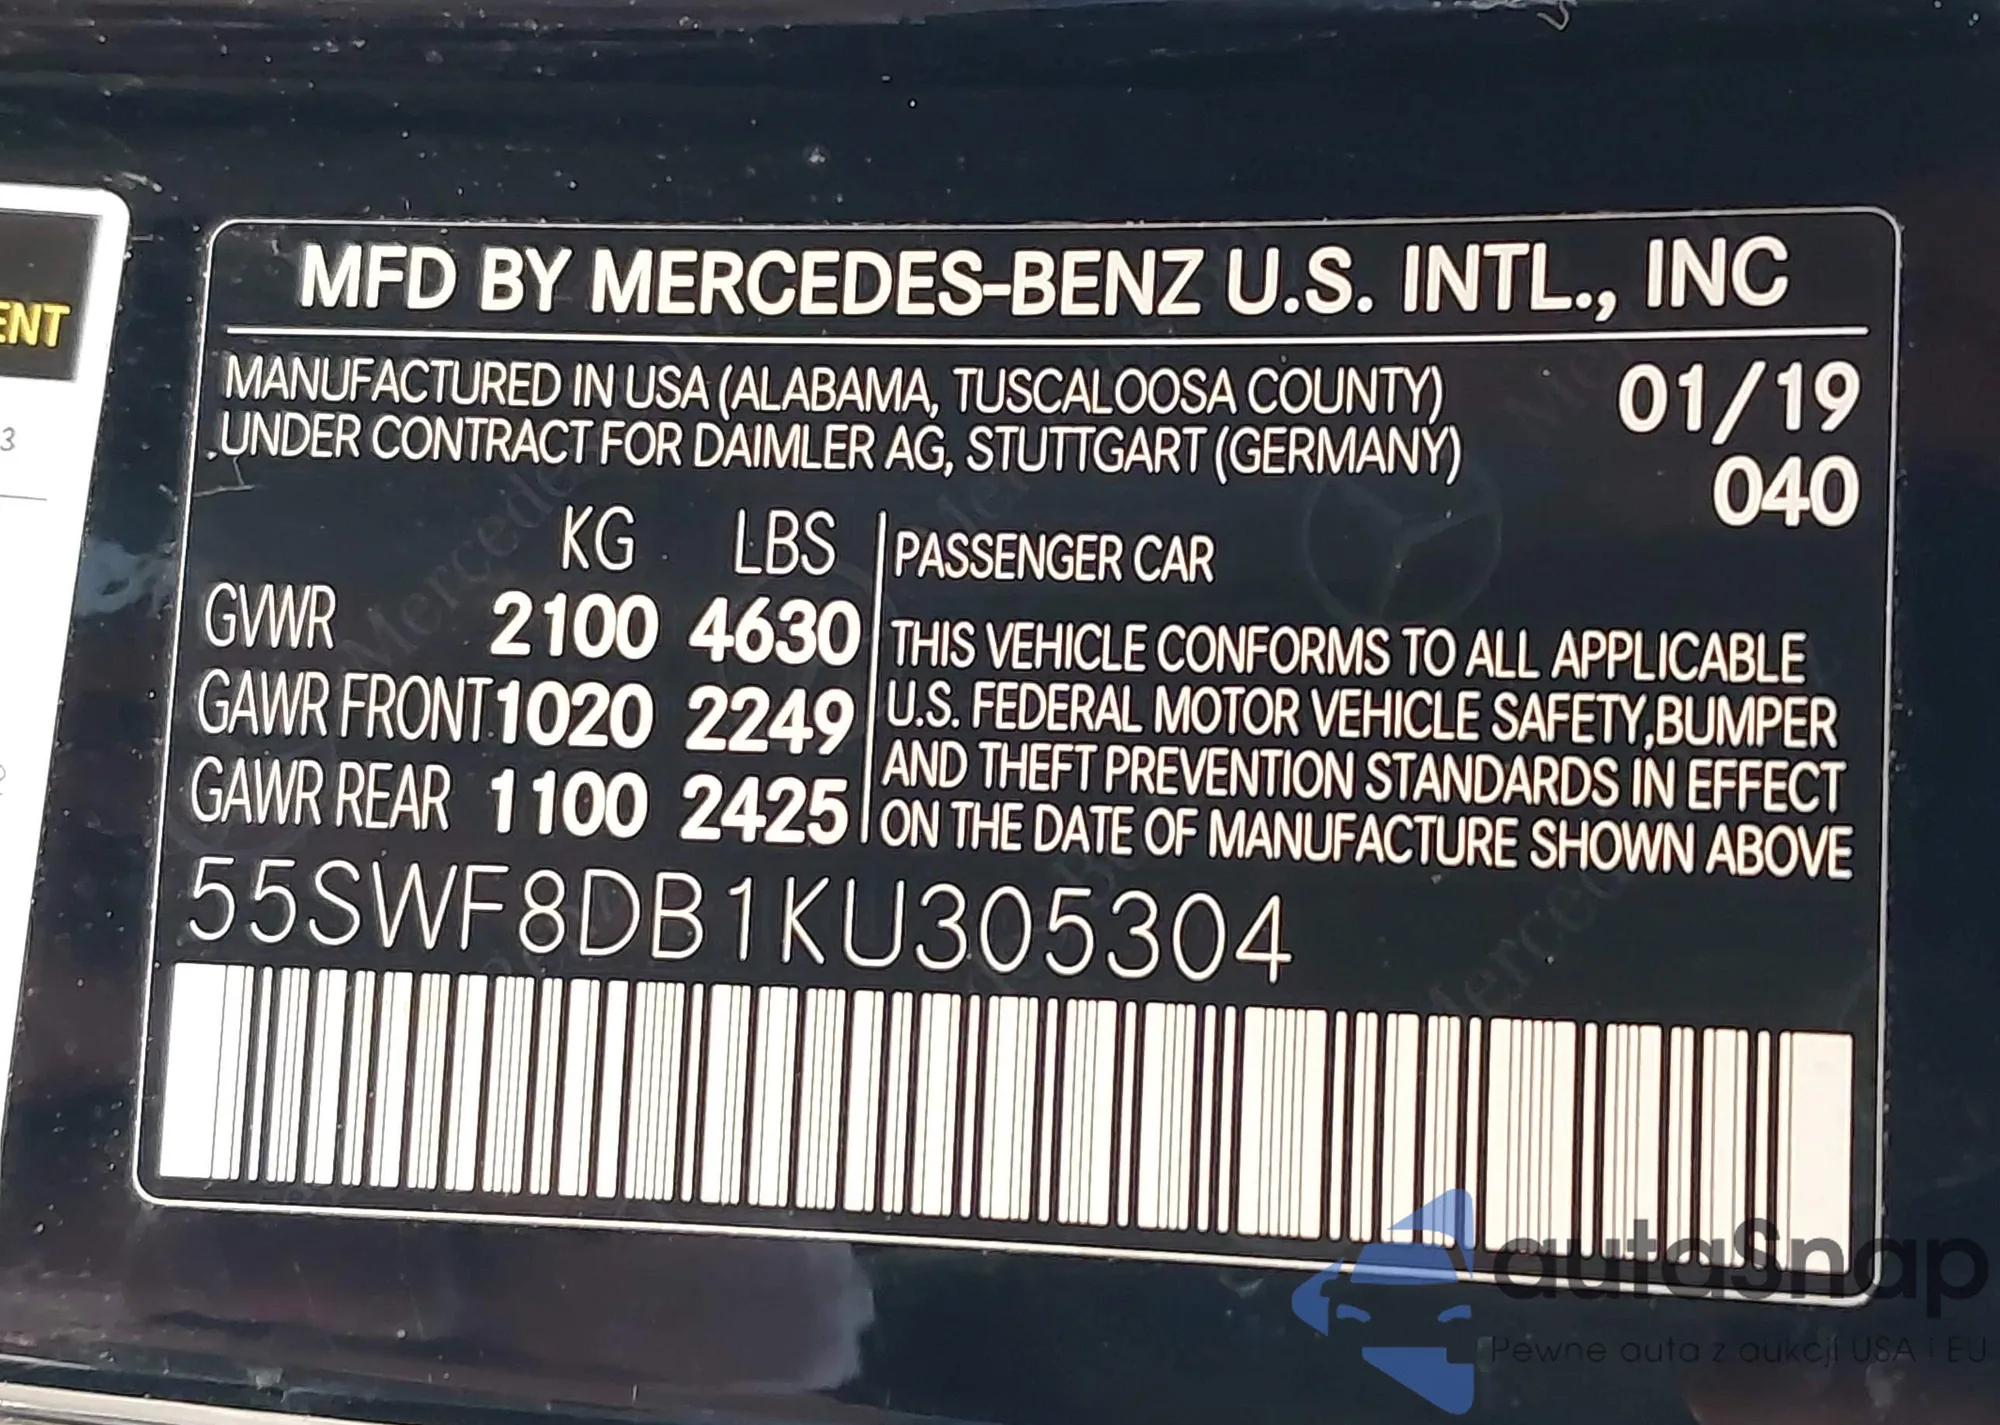 ENT
3
MFD BY MERCEDES-BENZ U.S. INTL., INC
MANUFACTURED IN USA (ALABAMA, TUSCALOOSA COUNTY)
UNDER CONTRACT FOR DAIMLER AG, STUTTGART (GERMANY)
01/19
040
KG LBS
GVWR 2100 4630
GAWR FRONT 1020 2249
GAWR REAR 1100 2425
PASSENGER CAR
THIS VEHICLE CONFORMS TO ALL APPLICABLE
U.S. FEDERAL MOTOR VEHICLE SAFETY,BUMPER
AND THEFT PREVENTION STANDARDS IN EFFECT
ON THE DATE OF MANUFACTURE SHOWN ABOVE
55SWF8DB1KU305304
autaSnap
Pewne auta z aukcji USA i EU